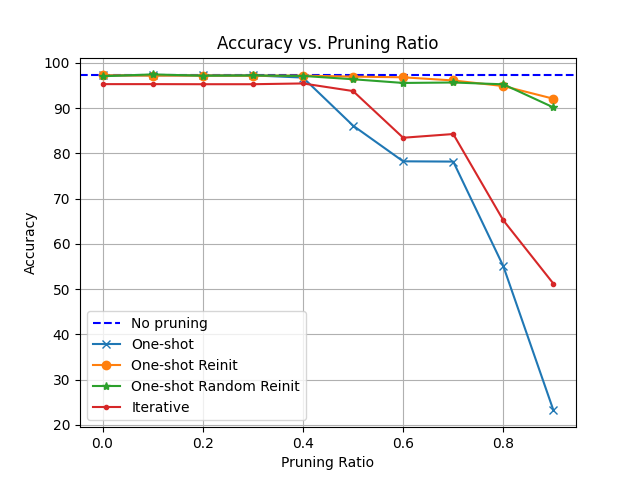 Accuracy vs. Pruning Ratio
100
90
80
70
60
50
40
30
20
Accuracy
No pruning
One-shot
One-shot Reinit
One-shot Random Reinit
Iterative
0.0 0.2 0.4 0.6 0.8
Pruning Ratio